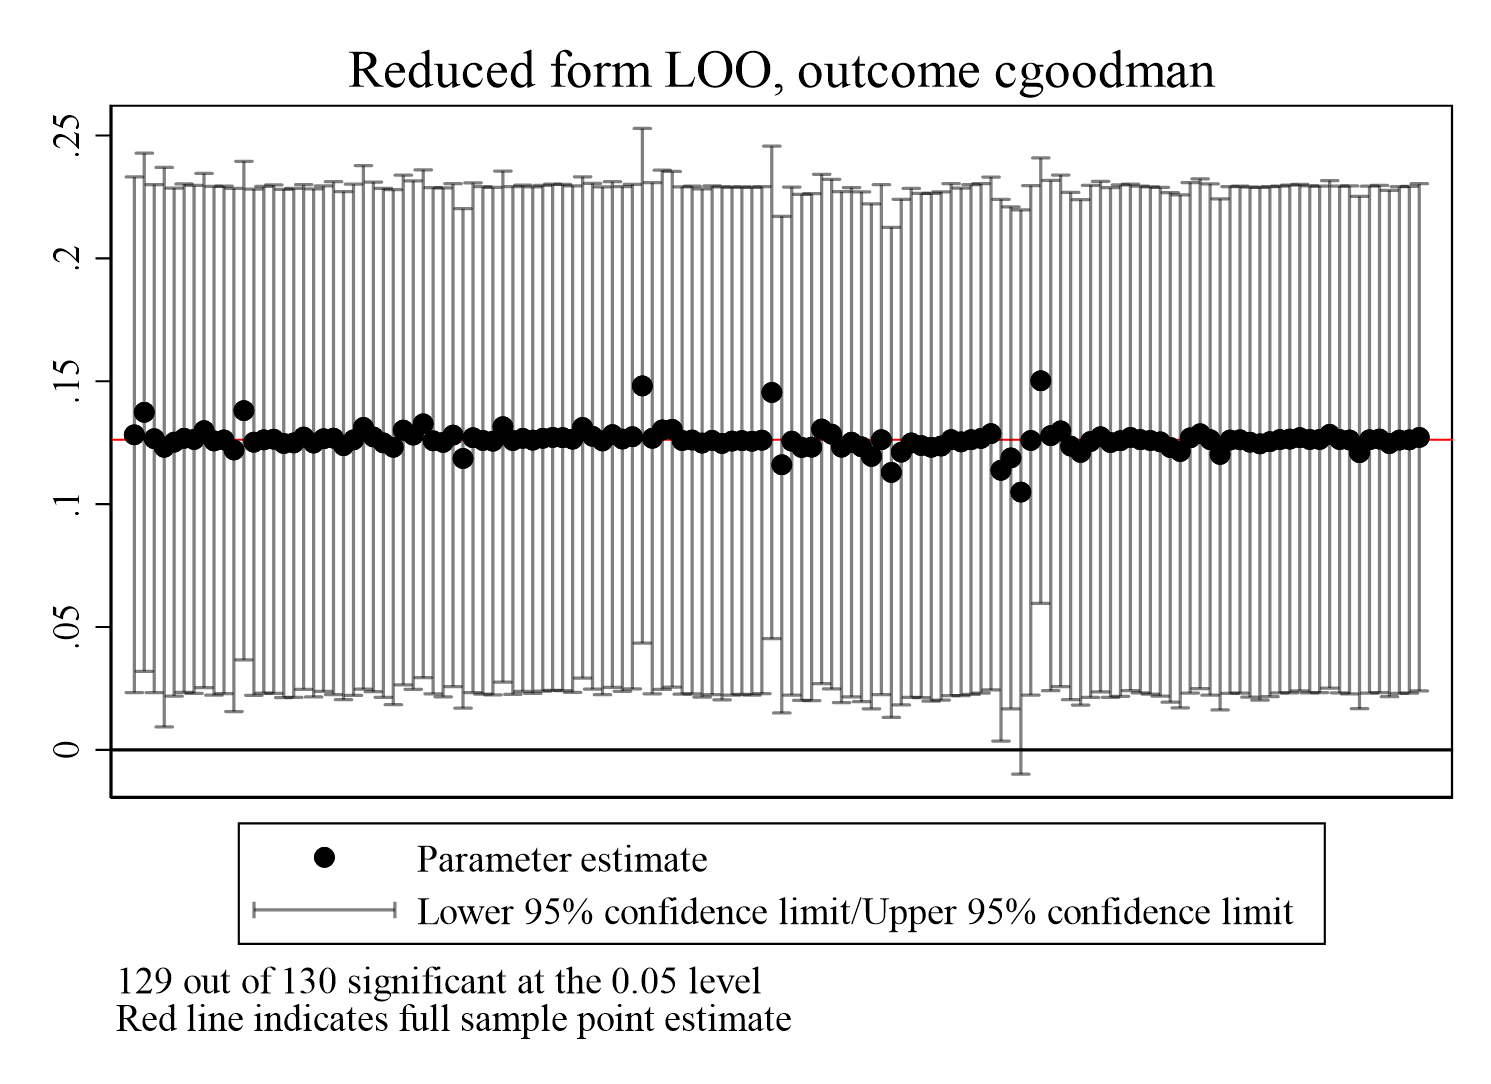 Reduced form LOO, outcome cgoodman
.25
.2
.15
.1
.05
0
Parameter estimate
Lower 95% confidence limit/Upper 95% confidence limit
129 out of 130 significant at the 0.05 level
Red line indicates full sample point estimate